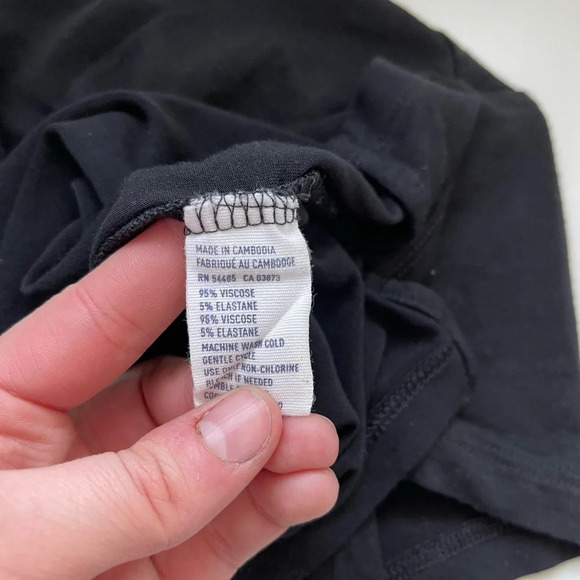 MADE IN CAMBODIA
FABRIQUÉ AU CAMBODGE
RN 54485 CA 03873
95% VISCOSE
5% ELASTANE
95% VISCOSE
5% ELASTANE
MACHINE WASH COLD
GENTLE CYCLE
USE ONLY NON-CHLORINE
BLEACH IF NEEDED